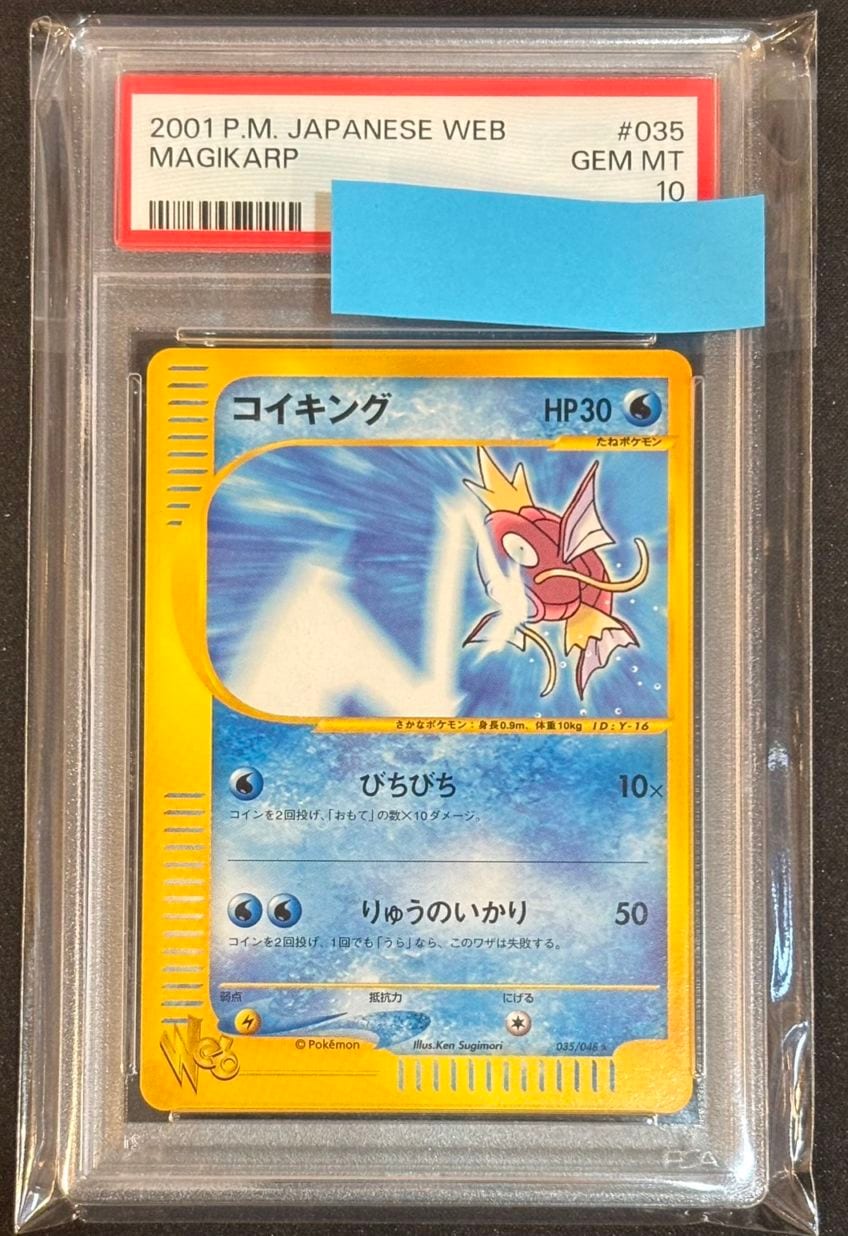 2001 P.M. JAPANESE WEB #035
MAGIKARP GEM MT
10
コイキング HP30
たねポケモン
さかなポケモン：身長0.9m、体重10kg ID:Y-16
びちびち 10×
コインを2回投げ、「おもて」の数×10ダメージ。
りゅうのいかり 50
コインを2回投げ、1回でも「うら」なら、このワザは失敗する。
弱点 抵抗力 にげる
Web
© Pokémon Illus.Ken Sugimori 035/048
PSA